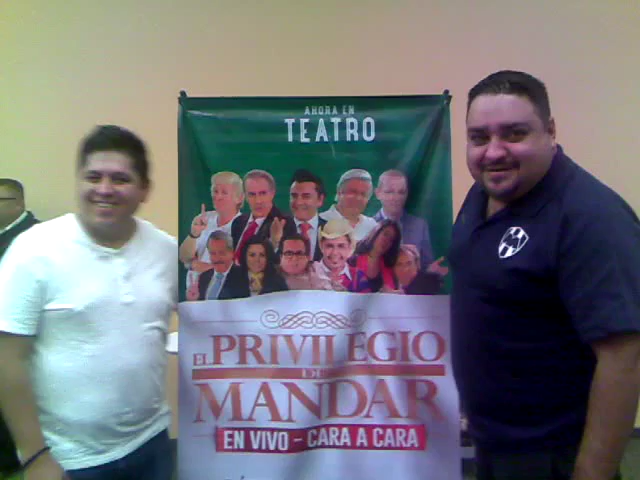 AHORA EN
TEATRO
EL PRIVILEGIO
DE
MANDAR
EN VIVO - CARA A CARA